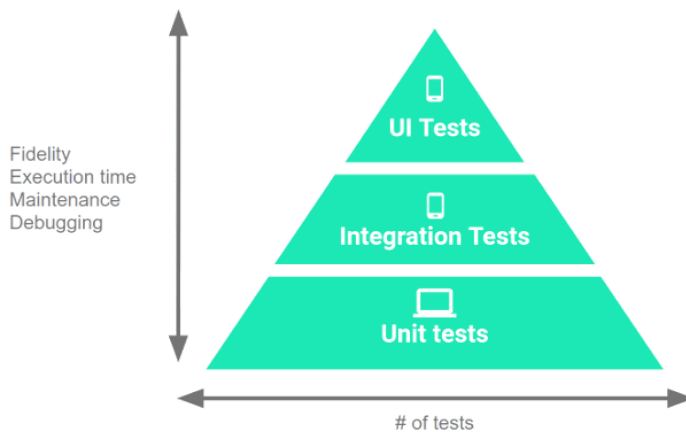 Fidelity
Execution time
Maintenance
Debugging
UI Tests
Integration Tests
Unit tests
# of tests